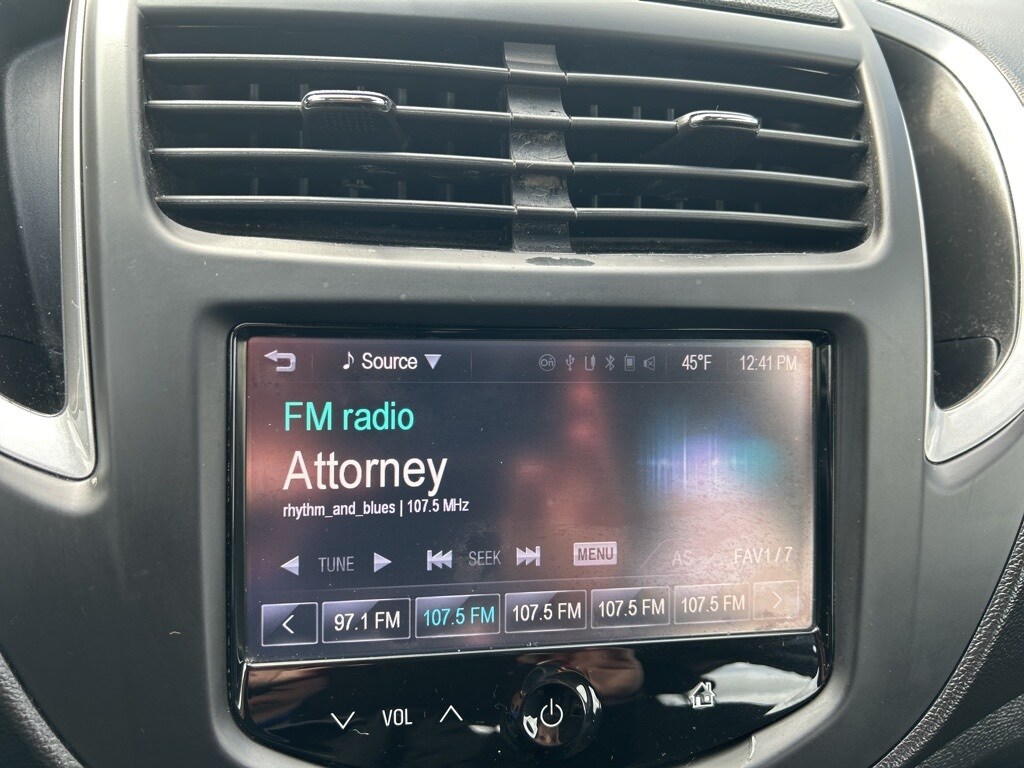 Source 45°F 12:41 PM
FM radio
Attorney
rhythm_and_blues | 107.5 MHz
TUNE SEEK MENU AS FAV1/7
97.1 FM 107.5 FM 107.5 FM 107.5 FM 107.5 FM
VOL